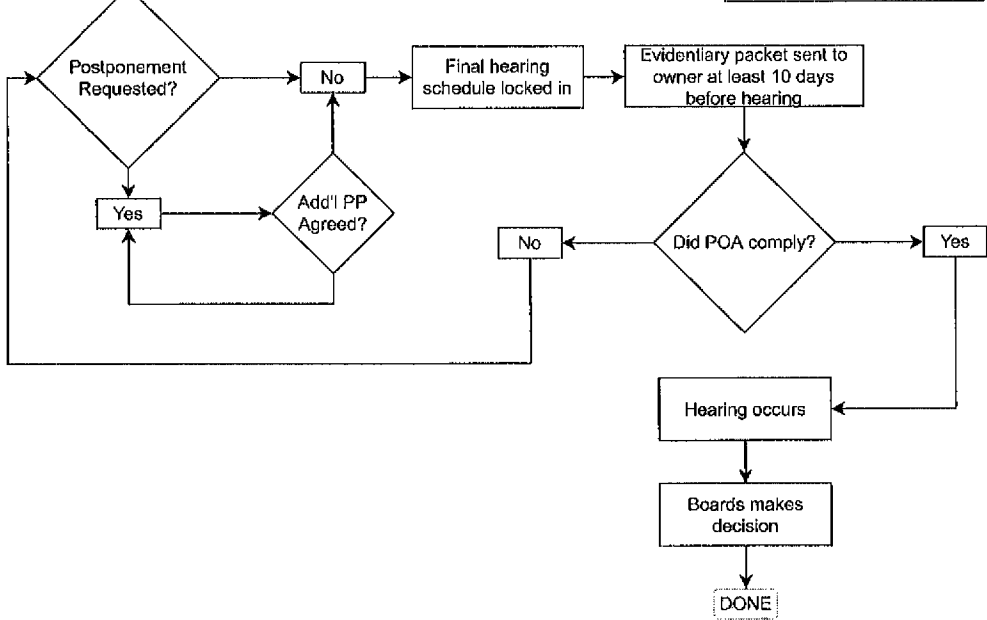 Postponement
Requested?
No
Final hearing
schedule locked in
Evidentiary packet sent to
owner at least 10 days
before hearing
Yes
Add'l PP
Agreed?
No
Did POA comply?
Yes
Hearing occurs
Boards makes
decision
DONE